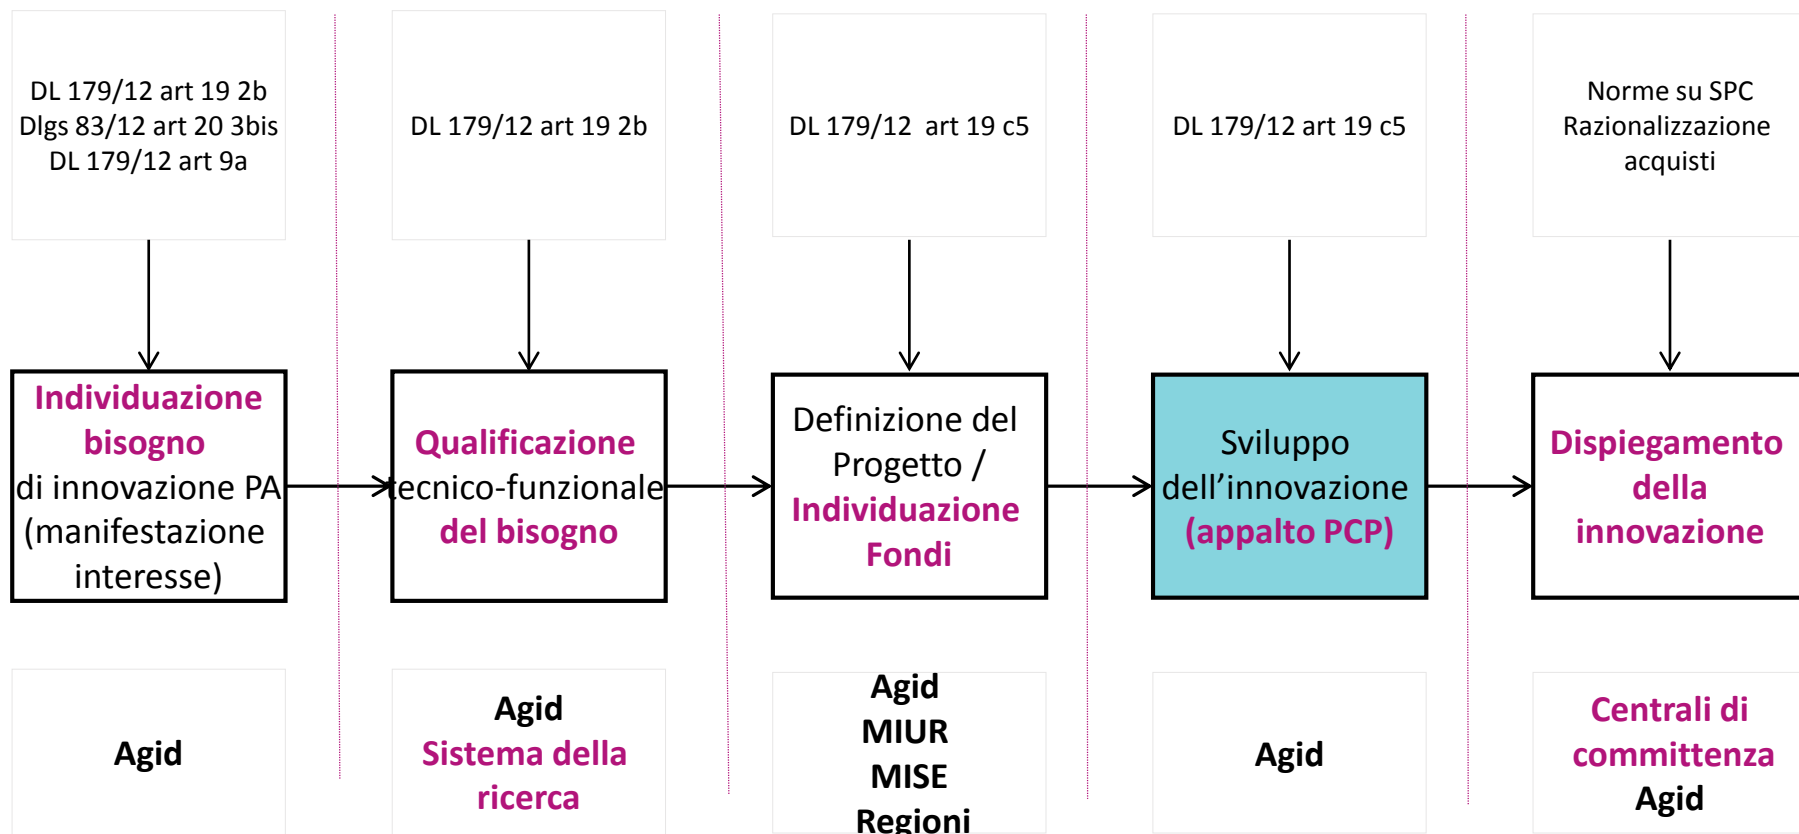 DL 179/12 art 19 2b
Dlgs 83/12 art 20 3bis
DL 179/12 art 9a
DL 179/12 art 19 2b
DL 179/12 art 19 c5
DL 179/12 art 19 c5
Norme su SPC
Razionalizzazione
acquisti
Individuazione
bisogno
di innovazione PA
(manifestazione
interesse)
Qualificazione
tecnico-funzionale
del bisogno
Definizione del
Progetto /
Individuazione
Fondi
Sviluppo
dell’innovazione
(appalto PCP)
Dispiegamento
della
innovazione
Agid
Agid
Sistema della
ricerca
Agid
MIUR
MISE
Regioni
Agid
Centrali di
committenza
Agid